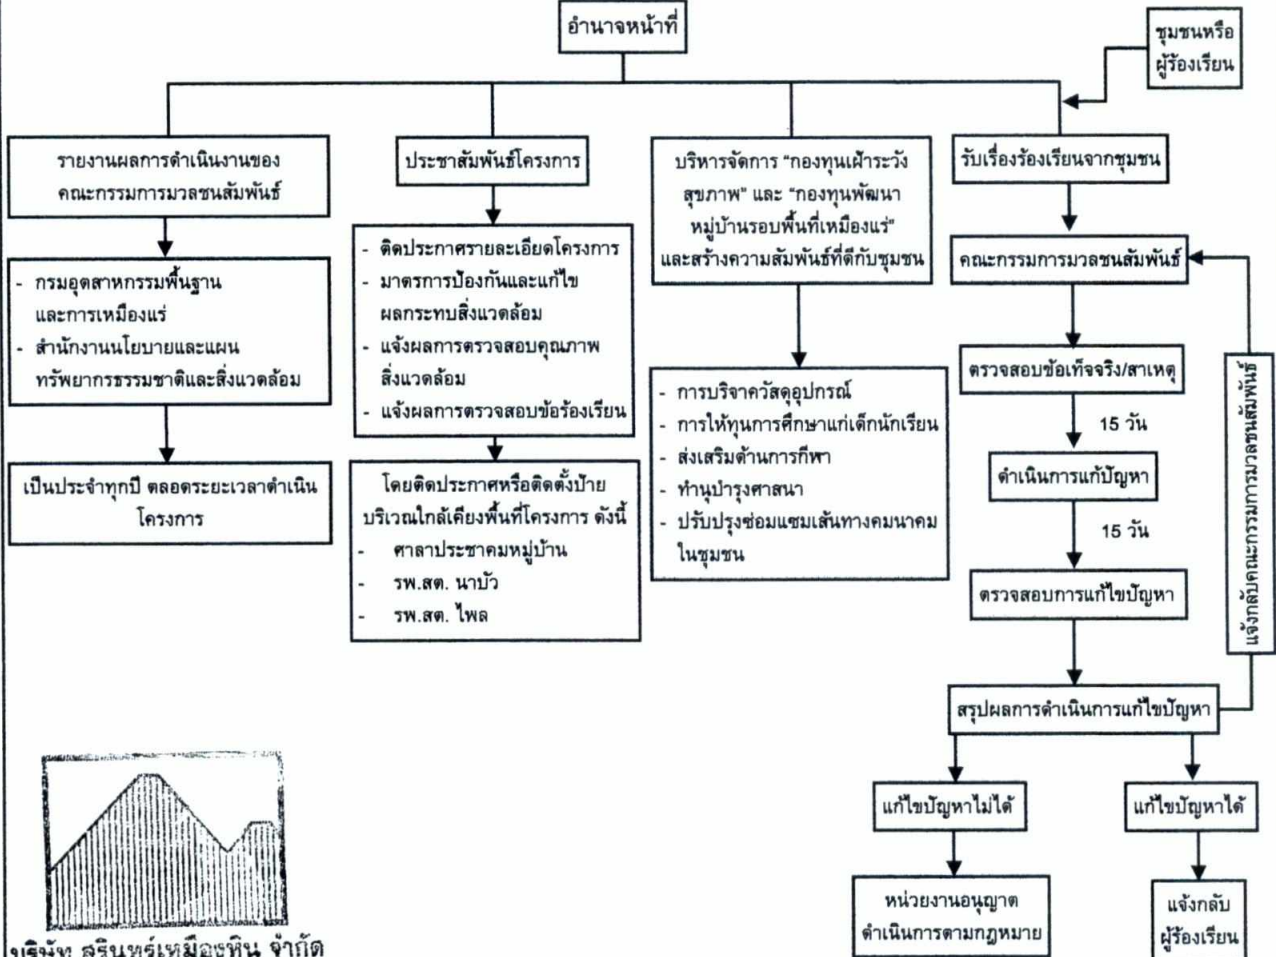 อำนาจหน้าที่
ชุมชนหรือ
ผู้ร้องเรียน
รายงานผลการดำเนินงานของ
คณะกรรมการมวลชนสัมพันธ์
- กรมอุตสาหกรรมพื้นฐาน
และการเหมืองแร่
- สำนักงานนโยบายและแผน
ทรัพยากรธรรมชาติและสิ่งแวดล้อม
เป็นประจำทุกปี ตลอดระยะเวลาดำเนิน
โครงการ
ประชาสัมพันธ์โครงการ
- ติดประกาศรายละเอียดโครงการ
- มาตรการป้องกันและแก้ไข
ผลกระทบสิ่งแวดล้อม
- แจ้งผลการตรวจสอบคุณภาพ
สิ่งแวดล้อม
- แจ้งผลการตรวจสอบข้อร้องเรียน
โดยติดประกาศหรือติดตั้งป้าย
บริเวณใกล้เคียงพื้นที่โครงการ ดังนี้
- ศาลาประชาคมหมู่บ้าน
- รพ.สต. นาบัว
- รพ.สต. ไพล
บริหารจัดการ "กองทุนเฝ้าระวัง
สุขภาพ" และ "กองทุนพัฒนา
หมู่บ้านรอบพื้นที่เหมืองแร่"
และสร้างความสัมพันธ์ที่ดีกับชุมชน
- การบริจาควัสดุอุปกรณ์
- การให้ทุนการศึกษาแก่เด็กนักเรียน
- ส่งเสริมด้านการกีฬา
- ทำนุบำรุงศาสนา
- ปรับปรุงซ่อมแซมเส้นทางคมนาคม
ในชุมชน
รับเรื่องร้องเรียนจากชุมชน
คณะกรรมการมวลชนสัมพันธ์
ตรวจสอบข้อเท็จจริง/สาเหตุ
15 วัน
ดำเนินการแก้ปัญหา
15 วัน
ตรวจสอบการแก้ไขปัญหา
สรุปผลการดำเนินการแก้ไขปัญหา
แจ้งกลับคณะกรรมการมวลชนสัมพันธ์
แก้ไขปัญหาไม่ได้
แก้ไขปัญหาได้
หน่วยงานอนุญาต
ดำเนินการตามกฎหมาย
แจ้งกลับ
ผู้ร้องเรียน
บริษัท สุรินทร์เหมืองหิน จำกัด